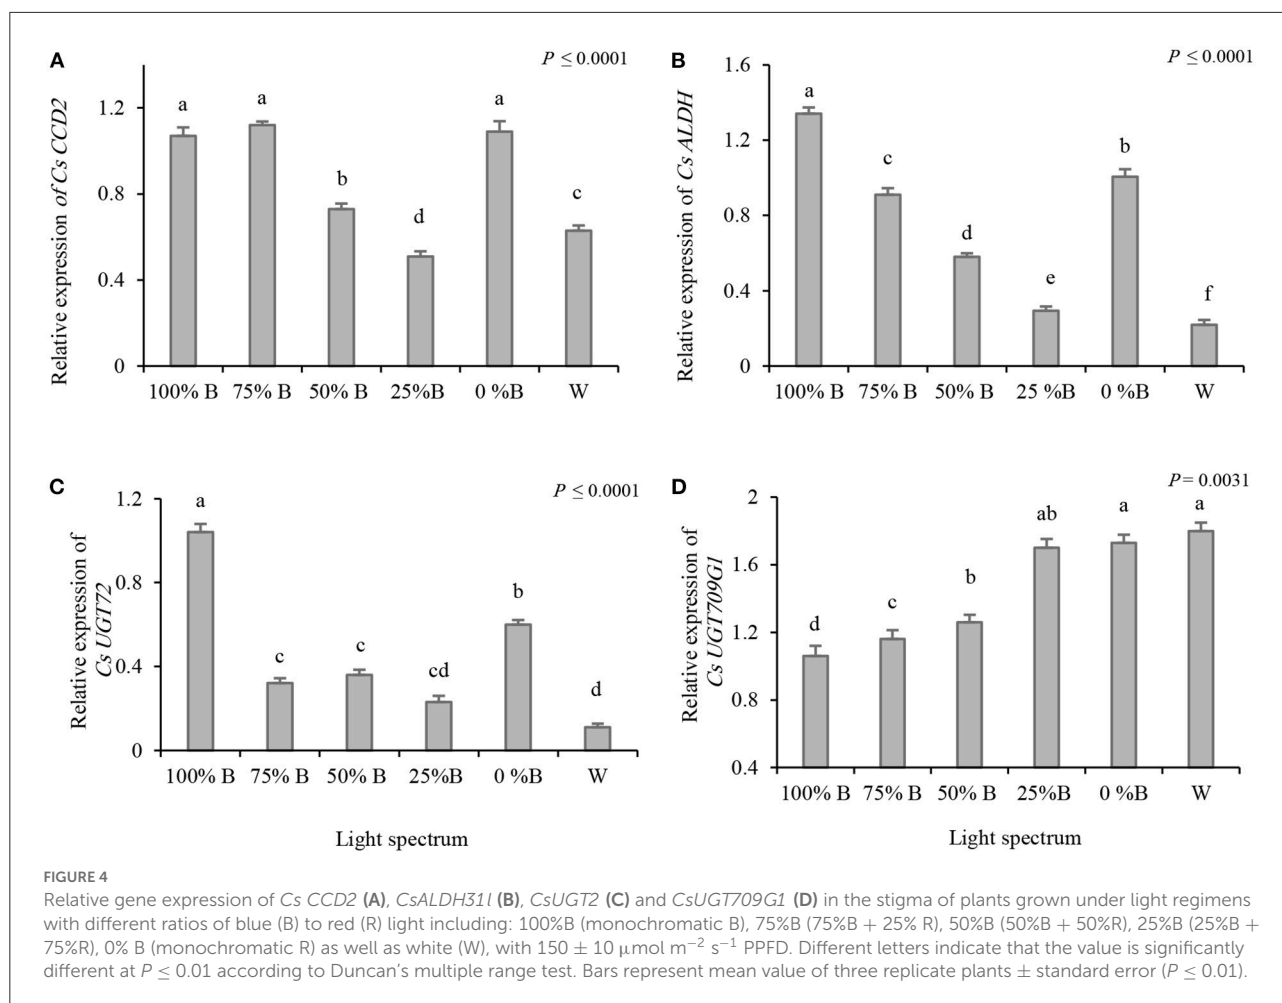 A
P ≤ 0.0001
Relative expression of Cs CCD2
1.2
0.8
0.4
0
a
a
b
d
a
c
100% B
75% B
50% B
25%B
0 %B
W
B
P ≤ 0.0001
Relative expression of Cs ALDH
1.6
1.2
0.8
0.4
0
a
c
d
e
b
f
100% B
75% B
50% B
25 %B
0 %B
W
C
P ≤ 0.0001
Relative expression of
Cs UGT72
1.2
0.8
0.4
0
a
c
c
cd
b
d
100% B
75% B
50% B
25%B
0 %B
W
Light spectrum
D
P = 0.0031
Relative expression of
Cs UGT709G1
2
1.6
1.2
0.8
0.4
d
c
b
ab
a
a
100% B
75% B
50% B
25%B
0 %B
W
Light spectrum
FIGURE 4
Relative gene expression of Cs CCD2 (A), CsALDH31l (B), CsUGT2 (C) and CsUGT709G1 (D) in the stigma of plants grown under light regimens
with different ratios of blue (B) to red (R) light including: 100%B (monochromatic B), 75%B (75%B + 25% R), 50%B (50%B + 50%R), 25%B (25%B +
75%R), 0% B (monochromatic R) as well as white (W), with 150 ± 10 μmol m⁻² s⁻¹ PPFD. Different letters indicate that the value is significantly
different at P ≤ 0.01 according to Duncan's multiple range test. Bars represent mean value of three replicate plants ± standard error (P ≤ 0.01).